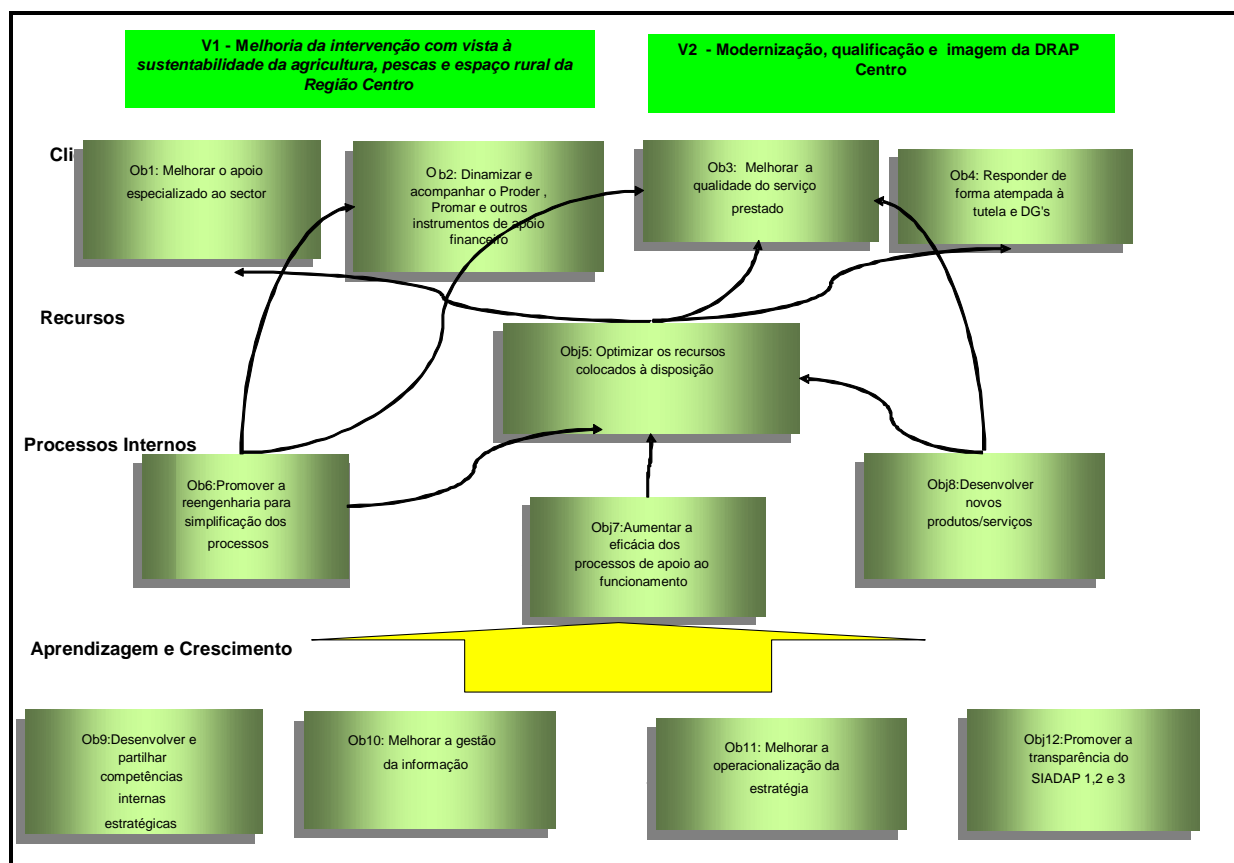 V1 - Melhoria da intervenção com vista à
sustentabilidade da agricultura, pescas e espaço rural da
Região Centro
V2 - Modernização, qualificação e imagem da DRAP
Centro
Cli
Ob1: Melhorar o apoio
especializado ao sector
Ob2: Dinamizar e
acompanhar o Proder ,
Promar e outros
instrumentos de apoio
financeiro
Ob3: Melhorar a
qualidade do serviço
prestado
Ob4: Responder de
forma atempada à
tutela e DG's
Recursos
Obj5: Optimizar os recursos
colocados à disposição
Processos Internos
Ob6:Promover a
reengenharia para
simplificação dos
processos
Obj7:Aumentar a
eficácia dos
processos de apoio ao
funcionamento
Obj8:Desenvolver
novos
produtos/serviços
Aprendizagem e Crescimento
Ob9:Desenvolver e
partilhar
competências
internas
estratégicas
Ob10: Melhorar a gestão
da informação
Ob11: Melhorar a
operacionalização da
estratégia
Obj12:Promover a
transparência do
SIADAP 1,2 e 3